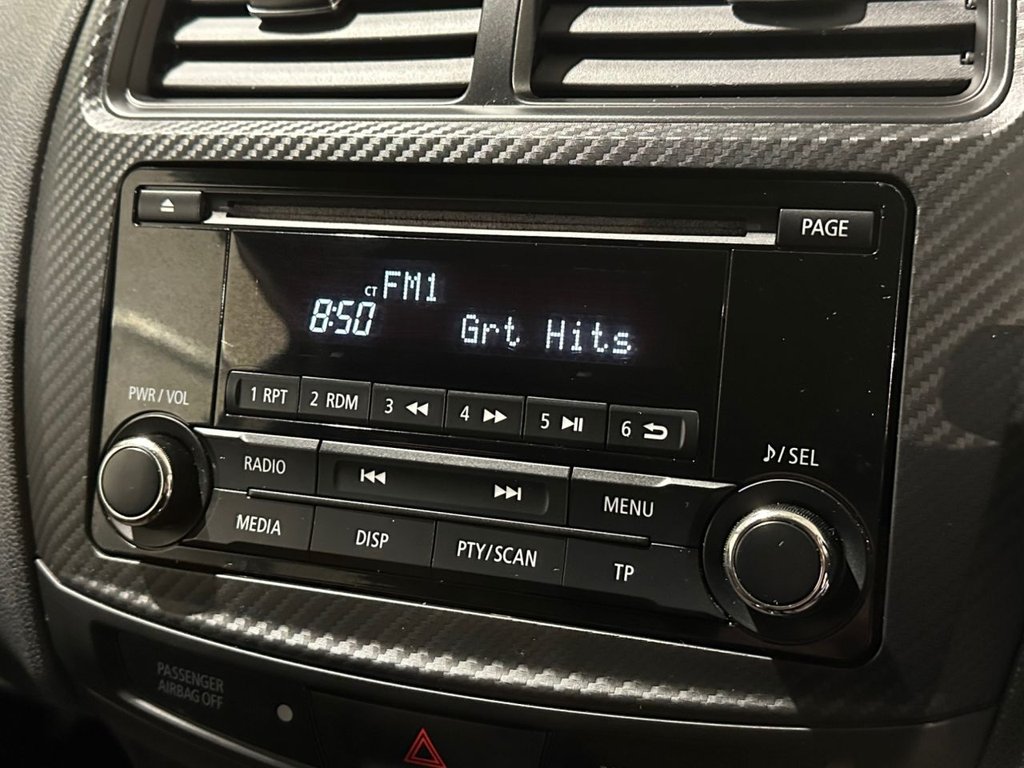 PAGE
CT FM1
8:50 Grt Hits
1 RPT 2 RDM 3 4 5 6
PWR / VOL
♪/ SEL
RADIO MENU
MEDIA DISP PTY/SCAN TP
PASSENGER
AIRBAG OFF